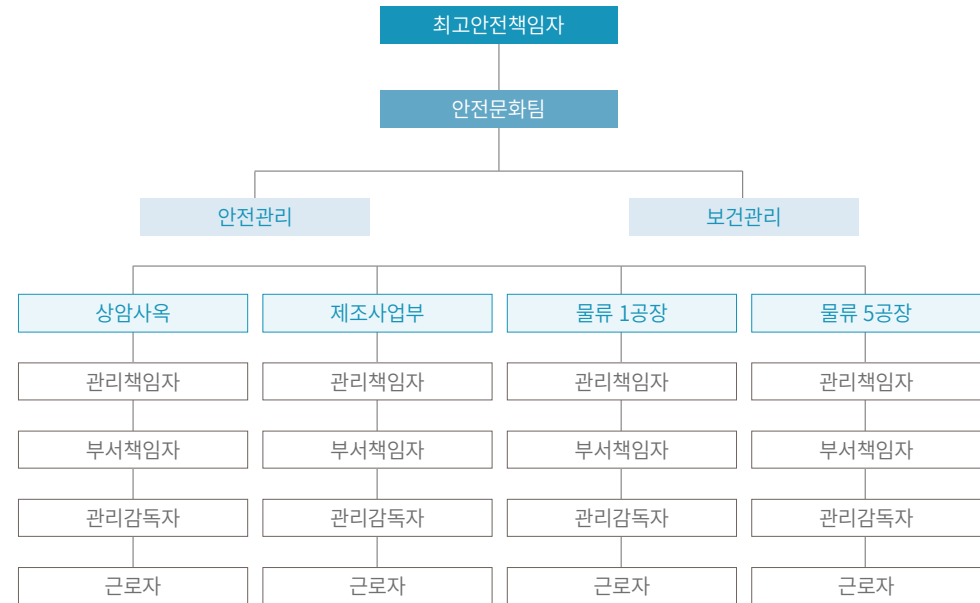 최고안전책임자
안전문화팀
안전관리 보건관리
상암사옥 제조사업부 물류 1공장 물류 5공장
관리책임자 관리책임자 관리책임자 관리책임자
부서책임자 부서책임자 부서책임자 부서책임자
관리감독자 관리감독자 관리감독자 관리감독자
근로자 근로자 근로자 근로자